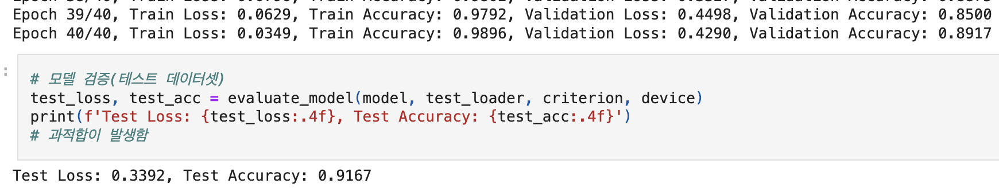 Epoch 39/40, Train Loss: 0.0629, Train Accuracy: 0.9792, Validation Loss: 0.4498, Validation Accuracy: 0.8500
Epoch 40/40, Train Loss: 0.0349, Train Accuracy: 0.9896, Validation Loss: 0.4290, Validation Accuracy: 0.8917
:
# 모델 검증(테스트 데이터셋)
test_loss, test_acc = evaluate_model(model, test_loader, criterion, device)
print(f'Test Loss: {test_loss:.4f}, Test Accuracy: {test_acc:.4f}')
# 과적합이 발생함
Test Loss: 0.3392, Test Accuracy: 0.9167